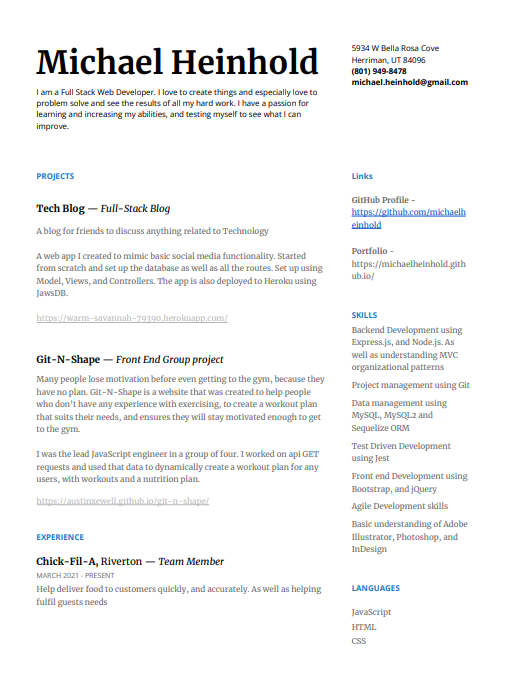 Michael Heinhold
I am a Full Stack Web Developer. I love to create things and especially love to
problem solve and see the results of all my hard work. I have a passion for
learning and increasing my abilities, and testing myself to see what I can
improve.
5934 W Bella Rosa Cove
Herriman, UT 84096
(801) 949-8478
michael.heinhold@gmail.com
PROJECTS
Tech Blog — Full-Stack Blog
A blog for friends to discuss anything related to Technology
A web app I created to mimic basic social media functionality. Started
from scratch and set up the database as well as all the routes. Set up using
Model, Views, and Controllers. The app is also deployed to Heroku using
JawsDB.
https://warm-savannah-79190.herokuapp.com/
Git-N-Shape — Front End Group project
Many people lose motivation before even getting to the gym, because they
have no plan. Git-N-Shape is a website that was created to help people
who don't have any experience with exercising, to create a workout plan
that suits their needs, and ensures they will stay motivated enough to get
to the gym.
I was the lead JavaScript engineer in a group of four. I worked on api GET
requests and used that data to dynamically create a workout plan for any
users, with workouts and a nutrition plan.
https://austinxewell.github.io/git-n-shape/
EXPERIENCE
Chick-Fil-A, Riverton — Team Member
MARCH 2021 - PRESENT
Help deliver food to customers quickly, and accurately. As well as helping
fulfil guests needs
Links
GitHub Profile -
https://github.com/michaelh
einhold
Portfolio -
https://michaelheinhold.gith
ub.io/
SKILLS
Backend Development using
Express.js, and Node.js. As
well as understanding MVC
organizational patterns
Project management using Git
Data management using
MySQL, MySQL2 and
Sequelize ORM
Test Driven Development
using Jest
Front end Development using
Bootstrap, and jQuery
Agile Development skills
Basic understanding of Adobe
Illustrator, Photoshop, and
InDesign
LANGUAGES
JavaScript
HTML
CSS